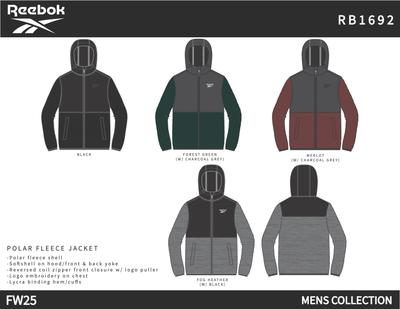 Reebok
RB1692
BLACK
FOREST GREEN
(W/ CHARCOAL GREY)
MERLOT
(W/ CHARCOAL GREY)
FOG HEATHER
(W/ BLACK)
POLAR FLEECE JACKET
-Polar fleece shell
-Softshell on hood/front & back yoke
-Reversed coil zipper front closure w/ logo puller
-Logo embroidery on chest
-Lycra binding hem/cuffs
FW25
MENS COLLECTION